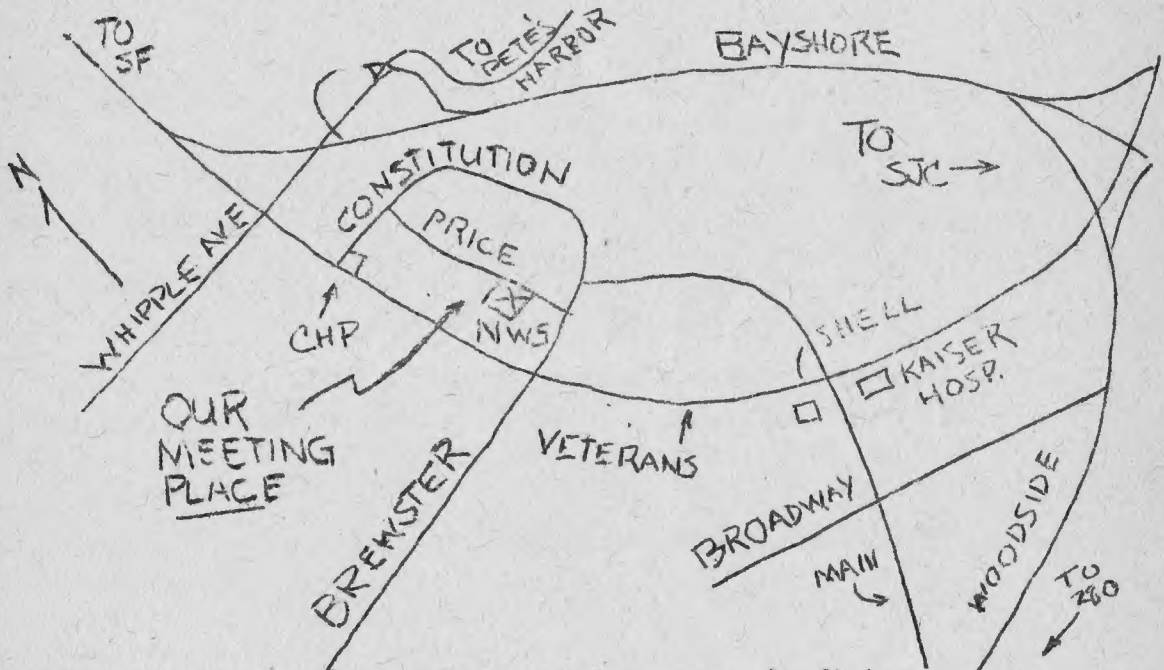 TO
SF
TO
PETE'S
HARBOR
BAYSHORE
TO
SJC
N
CONSTITUTION
PRICE
WHIPPLE AVE
CHP
NWS
SHELL
KAISER
HOSP.
OUR
MEETING
PLACE
VETERANS
BREWSTER
BROADWAY
MAIN
WOODSIDE
TO
280